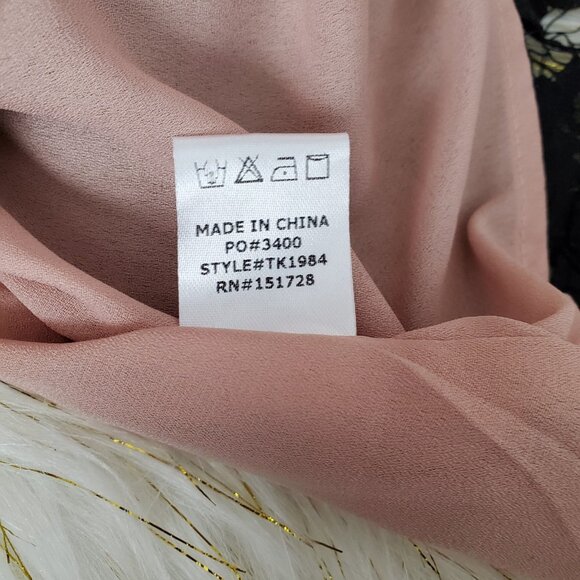 MADE IN CHINA
PO#3400
STYLE#TK1984
RN#151728